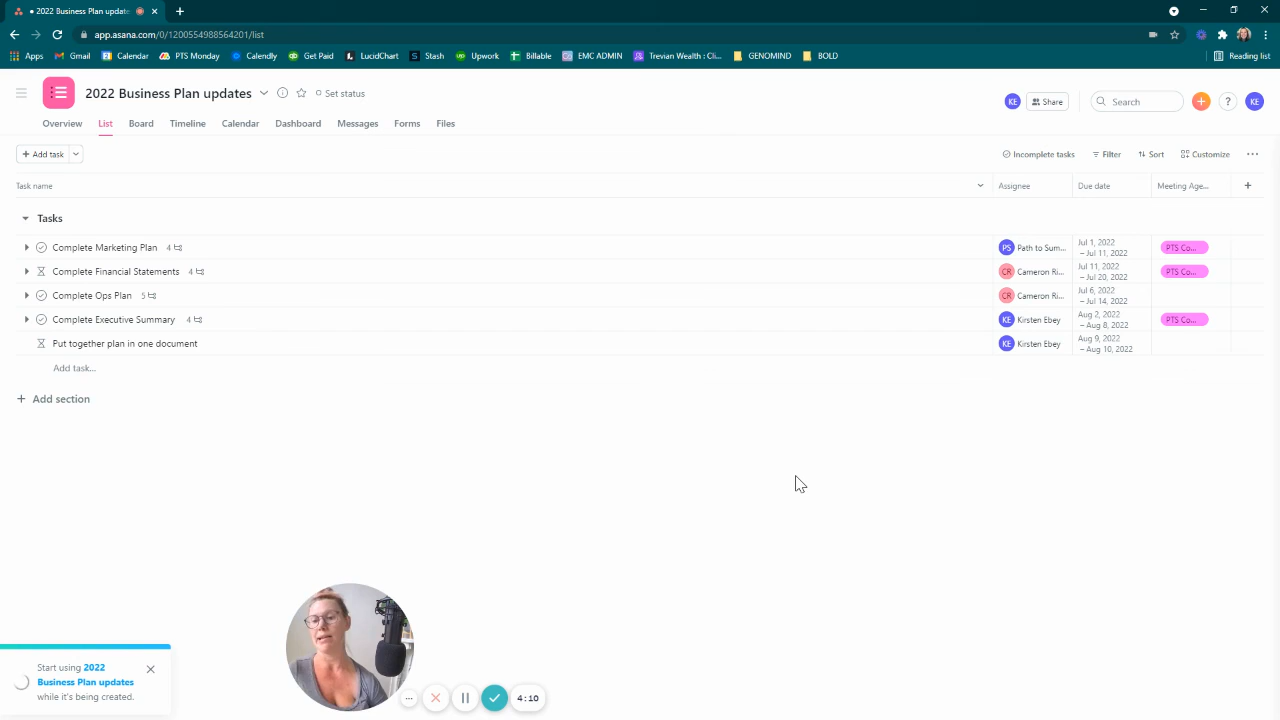 2022 Business Plan updates
app.asana.com/0/1200554988564201/list
Apps Gmail Calendar PTS Monday Calendly Get Paid LucidChart Stash Upwork Billable EMC ADMIN Trevian Wealth : Cli... GENOMIND BOLD Reading list
2022 Business Plan updates Set status
KE Share Search ? KE
Overview List Board Timeline Calendar Dashboard Messages Forms Files
+ Add task Incomplete tasks Filter Sort Customize ...
Task name Assignee Due date Meeting Age... +
Tasks
Complete Marketing Plan 4 PS Path to Sum... Jul 1, 2022
– Jul 11, 2022 PTS Co...
Complete Financial Statements 4 CR Cameron Ri... Jul 11, 2022
– Jul 20, 2022 PTS Co...
Complete Ops Plan 5 CR Cameron Ri... Jul 6, 2022
– Jul 14, 2022
Complete Executive Summary 4 KE Kirsten Ebey Aug 2, 2022
– Aug 8, 2022 PTS Co...
Put together plan in one document KE Kirsten Ebey Aug 9, 2022
– Aug 10, 2022
Add task...
+ Add section
Start using 2022
Business Plan updates
while it's being created.
4:10